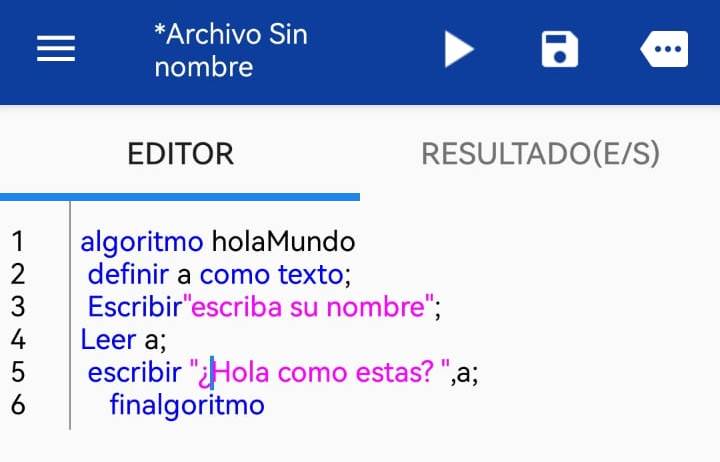 *Archivo Sin
nombre
EDITOR RESULTADO(E/S)
1 algoritmo holaMundo
2 definir a como texto;
3 Escribir"escriba su nombre";
4 Leer a;
5 escribir "¿Hola como estas? ",a;
6 finalgoritmo